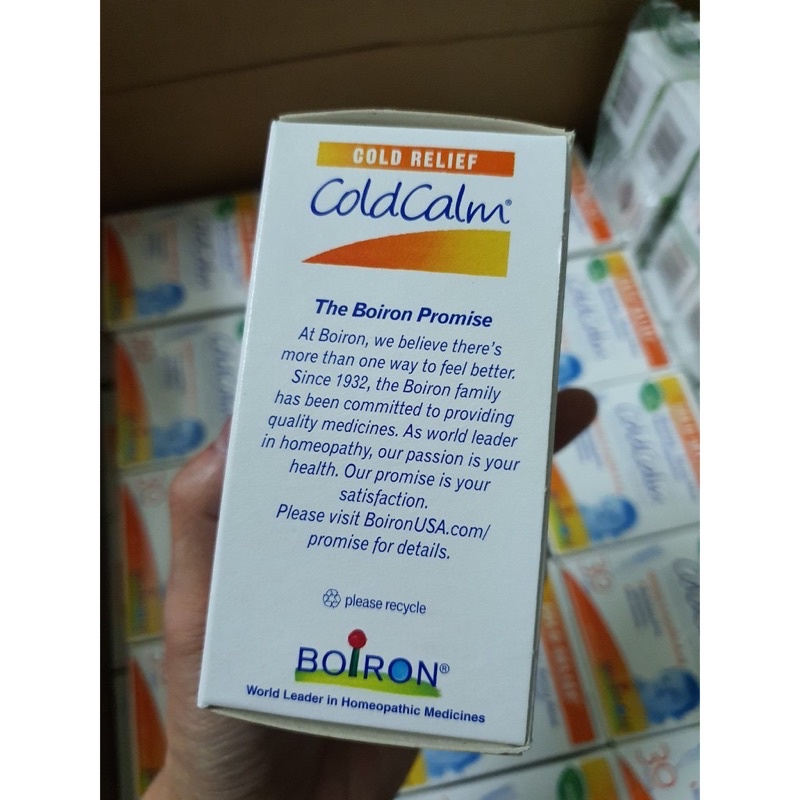 COLD RELIEF
ColdCalm®
The Boiron Promise
At Boiron, we believe there's
more than one way to feel better.
Since 1932, the Boiron family
has been committed to providing
quality medicines. As world leader
in homeopathy, our passion is your
health. Our promise is your
satisfaction.
Please visit BoironUSA.com/
promise for details.
please recycle
BOIRON®
World Leader in Homeopathic Medicines
ColdCalm
30
30